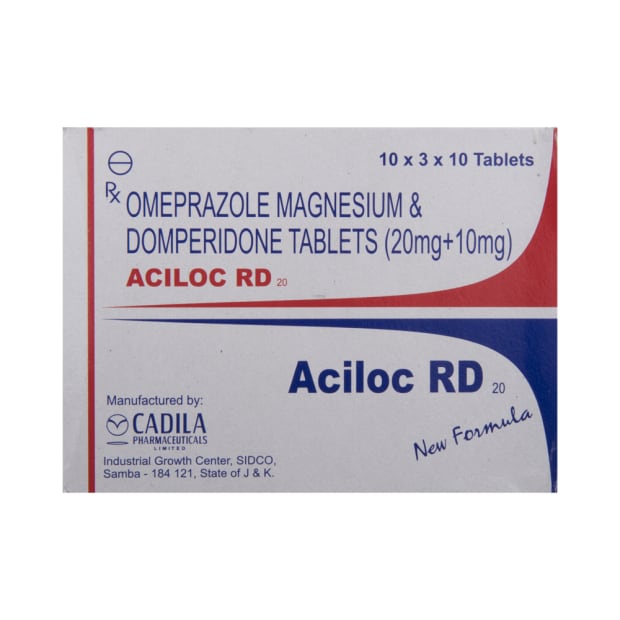 10 x 3 x 10 Tablets
Rx OMEPRAZOLE MAGNESIUM &
DOMPERIDONE TABLETS (20mg+10mg)
ACILOC RD 20
Aciloc RD 20
New Formula
Manufactured by:
CADILA
PHARMACEUTICALS
LIMITED
Industrial Growth Center, SIDCO,
Samba - 184 121, State of J & K.